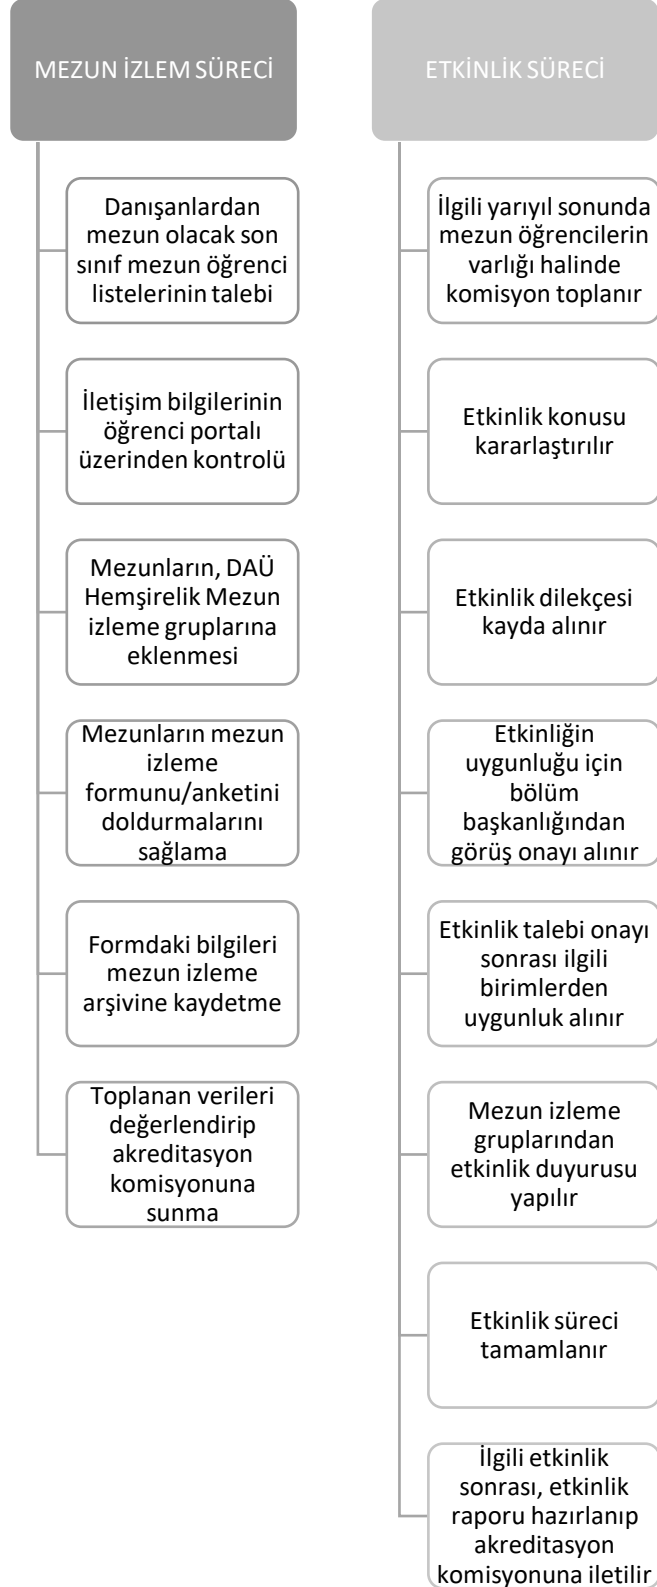 MEZUN İZLEM SÜRECİ
Danışanlardan
mezun olacak son
sınıf mezun öğrenci
listelerinin talebi
İletişim bilgilerinin
öğrenci portalı
üzerinden kontrolü
Mezunların, DAÜ
Hemşirelik Mezun
izleme gruplarına
eklenmesi
Mezunların mezun
izleme
formunu/anketini
doldurmalarını
sağlama
Formdaki bilgileri
mezun izleme
arşivine kaydetme
Toplanan verileri
değerlendirip
akreditasyon
komisyonuna
sunma
ETKİNLİK SÜRECİ
İlgili yarıyıl sonunda
mezun öğrencilerin
varlığı halinde
komisyon toplanır
Etkinlik konusu
kararlaştırılır
Etkinlik dilekçesi
kayda alınır
Etkinliğin
uygunluğu için
bölüm
başkanlığından
görüş onayı alınır
Etkinlik talebi onayı
sonrası ilgili
birimlerden
uygunluk alınır
Mezun izleme
gruplarından
etkinlik duyurusu
yapılır
Etkinlik süreci
tamamlanır
İlgili etkinlik
sonrası, etkinlik
raporu hazırlanıp
akreditasyon
komisyonuna iletilir